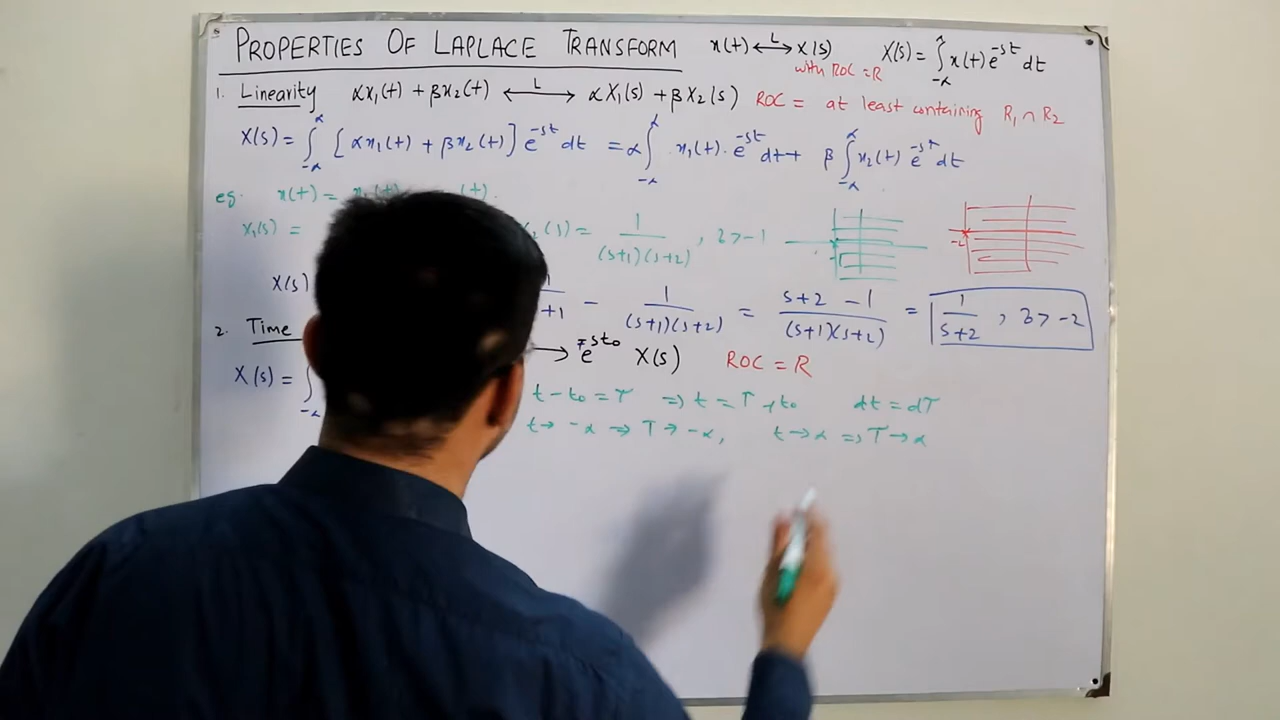 PROPERTIES OF LAPLACE TRANSFORM x(t) ⟷ᴸ X(s) X(s) = ∫_{-∞}^{∞} x(t) e^{-st} dt
with ROC = R
1. Linearity αx₁(t) + βx₂(t) ⟷ᴸ αX₁(s) + βX₂(s) ROC = at least containing R₁ ∩ R₂
X(s) = ∫_{-∞}^{∞} [αx₁(t) + βx₂(t)] e^{-st} dt = α∫_{-∞}^{∞} x₁(t) · e^{-st} dt + β∫_{-∞}^{∞} x₂(t) e^{-st} dt
eg. x(t) = (t).
X₁(s) = (s) = 1/((s+1)(s+2)), σ > -1
X(s) - 1/((s+1)(s+2)) = (s+2 -1)/((s+1)(s+2)) = 1/(s+2), σ > -2
2. Time → e^{∓st₀} X(s) ROC = R
X(s) = ∫_{-∞}
t - t₀ = T ⇒ t = T + t₀ dt = dT
t → -∞ ⇒ T → -∞, t → ∞ ⇒ T → ∞